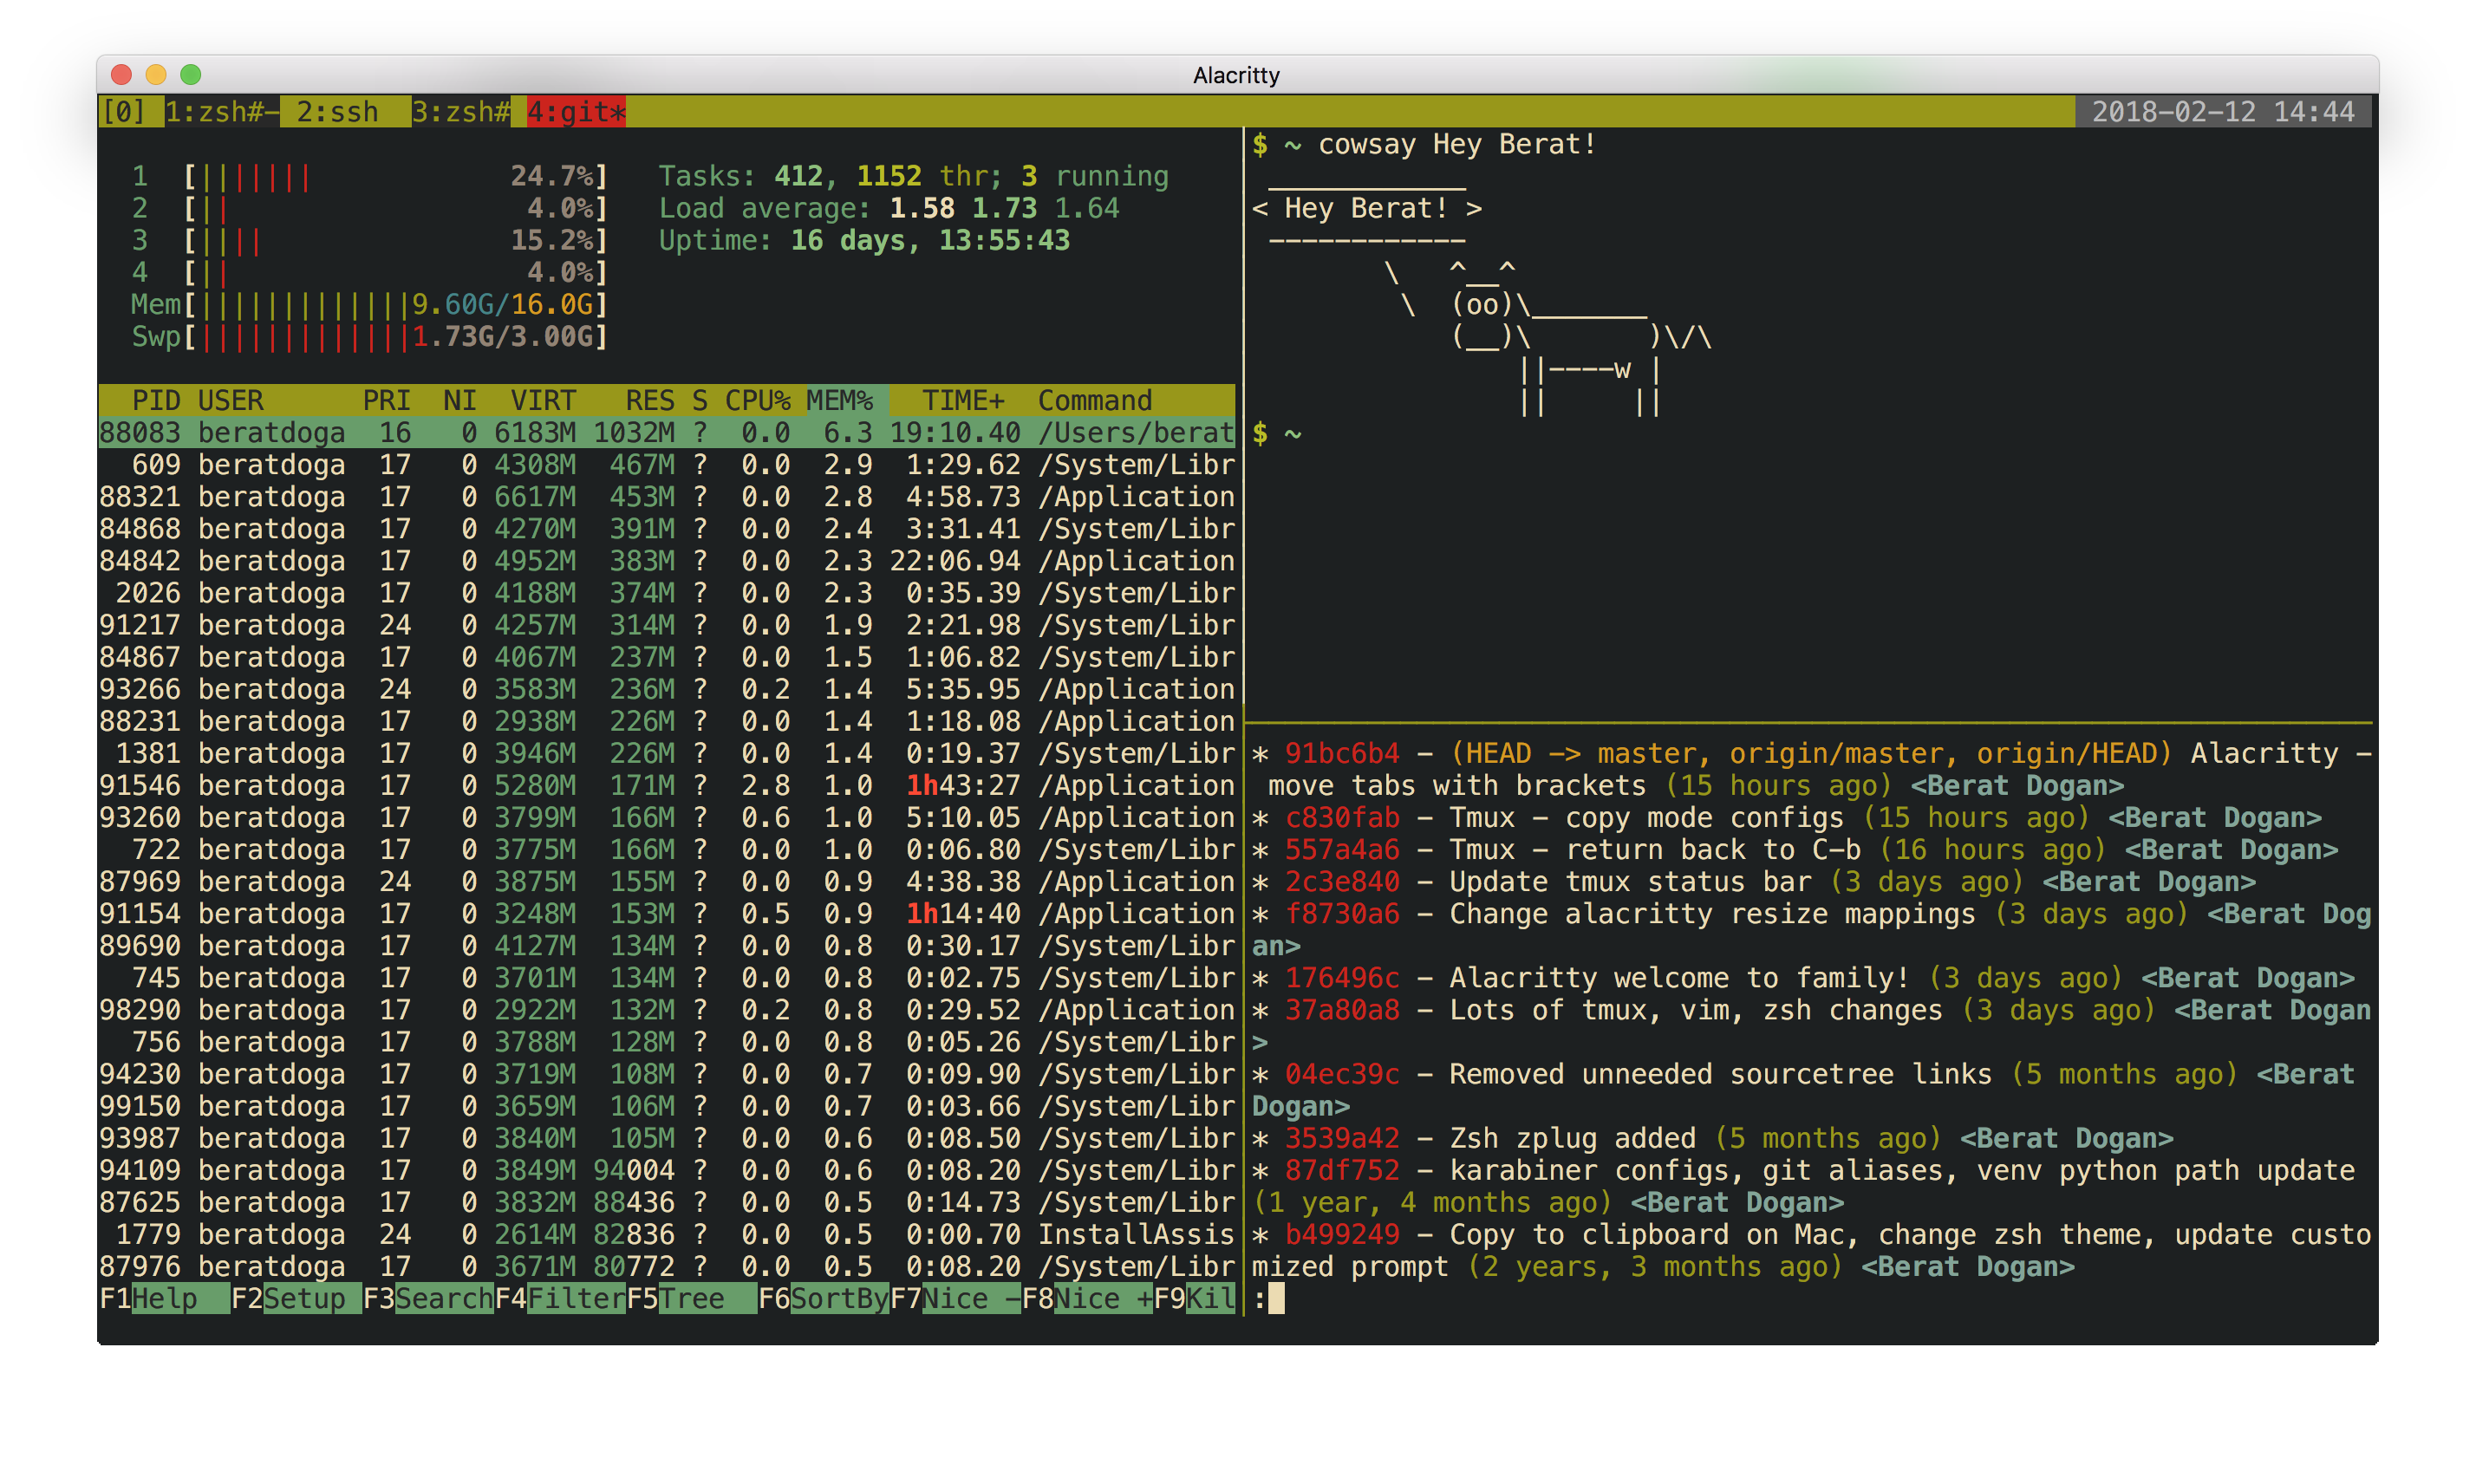 Alacritty
[0] 1:zsh#- 2:ssh  3:zsh# 4:git* 2018-02-12 14:44
1 [||||||| 24.7%] Tasks: 412, 1152 thr; 3 running
2 [|| 4.0%] Load average: 1.58 1.73 1.64
3 [|||| 15.2%] Uptime: 16 days, 13:55:43
4 [|| 4.0%]
Mem[|||||||||||||9.60G/16.0G]
Swp[|||||||||||||1.73G/3.00G]
PID USER PRI NI VIRT RES S CPU% MEM% TIME+ Command
88083 beratdoga 16 0 6183M 1032M ? 0.0 6.3 19:10.40 /Users/berat
609 beratdoga 17 0 4308M 467M ? 0.0 2.9 1:29.62 /System/Libr
88321 beratdoga 17 0 6617M 453M ? 0.0 2.8 4:58.73 /Application
84868 beratdoga 17 0 4270M 391M ? 0.0 2.4 3:31.41 /System/Libr
84842 beratdoga 17 0 4952M 383M ? 0.0 2.3 22:06.94 /Application
2026 beratdoga 17 0 4188M 374M ? 0.0 2.3 0:35.39 /System/Libr
91217 beratdoga 24 0 4257M 314M ? 0.0 1.9 2:21.98 /System/Libr
84867 beratdoga 17 0 4067M 237M ? 0.0 1.5 1:06.82 /System/Libr
93266 beratdoga 24 0 3583M 236M ? 0.2 1.4 5:35.95 /Application
88231 beratdoga 17 0 2938M 226M ? 0.0 1.4 1:18.08 /Application
1381 beratdoga 17 0 3946M 226M ? 0.0 1.4 0:19.37 /System/Libr
91546 beratdoga 17 0 5280M 171M ? 2.8 1.0 1h43:27 /Application
93260 beratdoga 17 0 3799M 166M ? 0.6 1.0 5:10.05 /Application
722 beratdoga 17 0 3775M 166M ? 0.0 1.0 0:06.80 /System/Libr
87969 beratdoga 24 0 3875M 155M ? 0.0 0.9 4:38.38 /Application
91154 beratdoga 17 0 3248M 153M ? 0.5 0.9 1h14:40 /Application
89690 beratdoga 17 0 4127M 134M ? 0.0 0.8 0:30.17 /System/Libr
745 beratdoga 17 0 3701M 134M ? 0.0 0.8 0:02.75 /System/Libr
98290 beratdoga 17 0 2922M 132M ? 0.2 0.8 0:29.52 /Application
756 beratdoga 17 0 3788M 128M ? 0.0 0.8 0:05.26 /System/Libr
94230 beratdoga 17 0 3719M 108M ? 0.0 0.7 0:09.90 /System/Libr
99150 beratdoga 17 0 3659M 106M ? 0.0 0.7 0:03.66 /System/Libr
93987 beratdoga 17 0 3840M 105M ? 0.0 0.6 0:08.50 /System/Libr
94109 beratdoga 17 0 3849M 94004 ? 0.0 0.6 0:08.20 /System/Libr
87625 beratdoga 17 0 3832M 88436 ? 0.0 0.5 0:14.73 /System/Libr
1779 beratdoga 24 0 2614M 82836 ? 0.0 0.5 0:00.70 InstallAssis
87976 beratdoga 17 0 3671M 80772 ? 0.0 0.5 0:08.20 /System/Libr
F1Help F2Setup F3SearchF4FilterF5Tree F6SortByF7Nice -F8Nice +F9Kil
$ ~ cowsay Hey Berat!
 ____________
< Hey Berat! >
 ------------
        \   ^__^
         \  (oo)\_______
            (__)\       )\/\
                ||----w |
                ||     ||
$ ~
* 91bc6b4 - (HEAD -> master, origin/master, origin/HEAD) Alacritty -
 move tabs with brackets (15 hours ago) <Berat Dogan>
* c830fab - Tmux - copy mode configs (15 hours ago) <Berat Dogan>
* 557a4a6 - Tmux - return back to C-b (16 hours ago) <Berat Dogan>
* 2c3e840 - Update tmux status bar (3 days ago) <Berat Dogan>
* f8730a6 - Change alacritty resize mappings (3 days ago) <Berat Dog
an>
* 176496c - Alacritty welcome to family! (3 days ago) <Berat Dogan>
* 37a80a8 - Lots of tmux, vim, zsh changes (3 days ago) <Berat Dogan
>
* 04ec39c - Removed unneeded sourcetree links (5 months ago) <Berat
Dogan>
* 3539a42 - Zsh zplug added (5 months ago) <Berat Dogan>
* 87df752 - karabiner configs, git aliases, venv python path update
(1 year, 4 months ago) <Berat Dogan>
* b499249 - Copy to clipboard on Mac, change zsh theme, update custo
mized prompt (2 years, 3 months ago) <Berat Dogan>
: